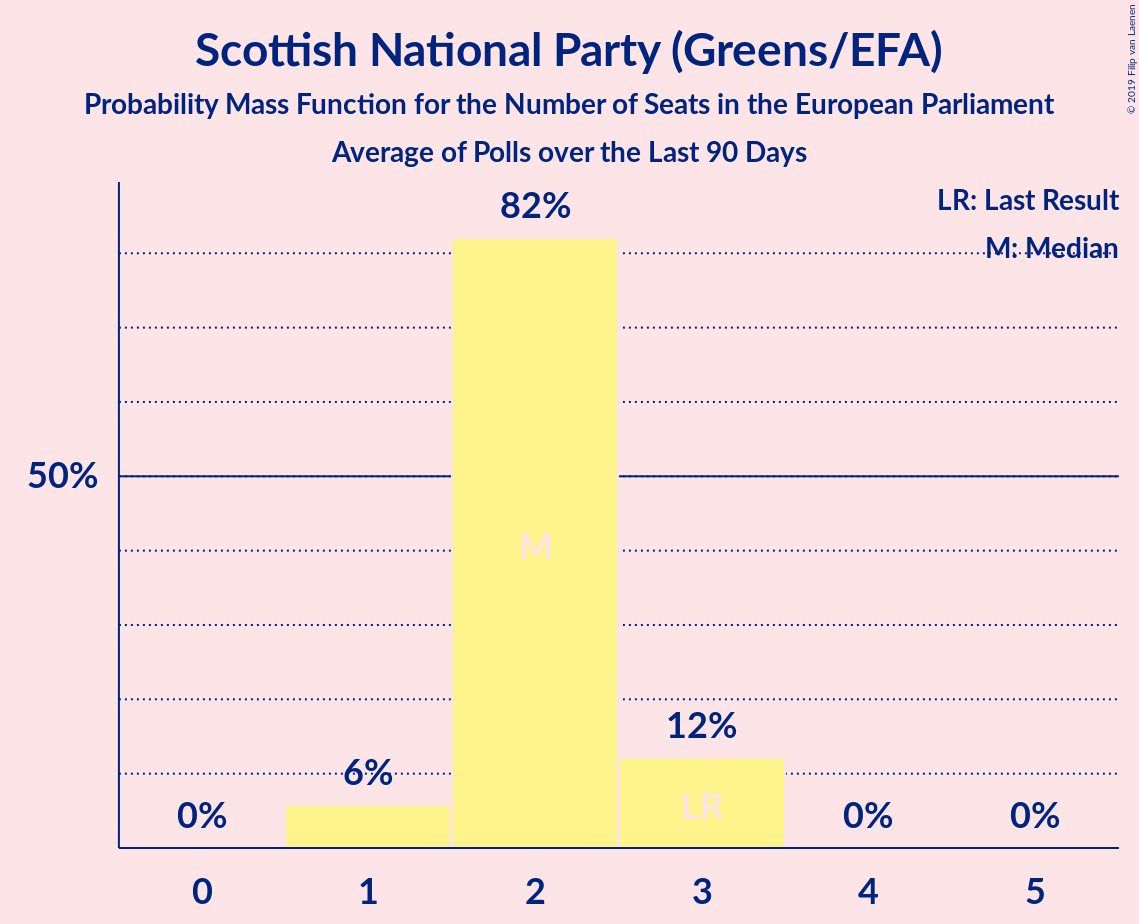 Scottish National Party (Greens/EFA)
Probability Mass Function for the Number of Seats in the European Parliament
Average of Polls over the Last 90 Days
© 2019 Filip van Laenen
LR: Last Result
M: Median
82%
50%
M
12%
6%
LR
0%
0%
0%
0
1
2
3
4
5